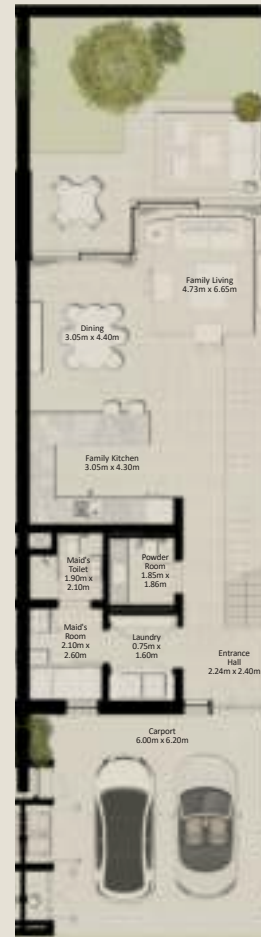 Family Living
4.73m x 6.65m
Dining
3.05m x 4.40m
Family Kitchen
3.05m x 4.30m
Maid's
Toilet
1.90m x
2.10m
Powder
Room
1.85m x
1.86m
Maid's
Room
2.10m x
2.60m
Laundry
0.75m x
1.60m
Entrance
Hall
2.24m x 2.40m
Carport
6.00m x 6.20m